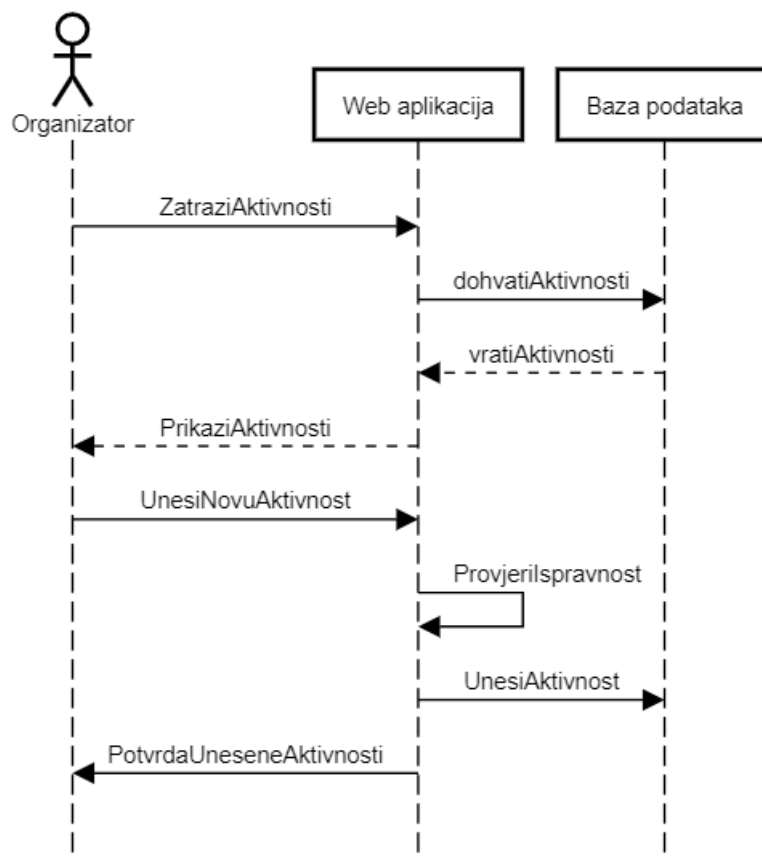 Organizator
Web aplikacija
Baza podataka
ZatraziAktivnosti
dohvatiAktivnosti
vratiAktivnosti
PrikaziAktivnosti
UnesiNovuAktivnost
ProvjeriIspravnost
UnesiAktivnost
PotvrdaUneseneAktivnosti